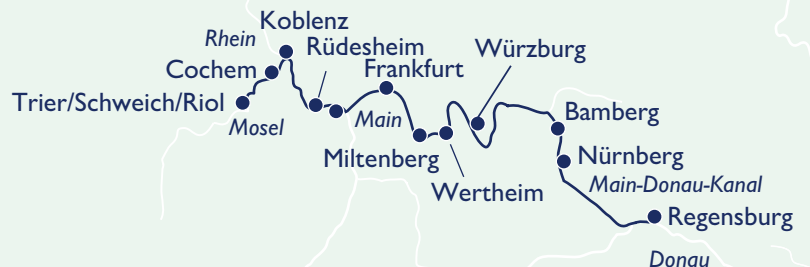 Koblenz
Rhein
Rüdesheim
Würzburg
Cochem
Frankfurt
Trier/Schweich/Riol
Mosel
Main
Bamberg
Miltenberg
Nürnberg
Wertheim
Main-Donau-Kanal
Regensburg
Donau